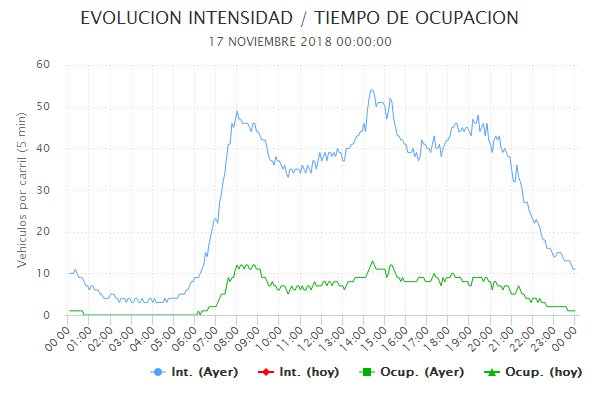 EVOLUCION INTENSIDAD / TIEMPO DE OCUPACION
17 NOVIEMBRE 2018 00:00:00
Vehiculos por carril (5 min)
60
50
40
30
20
10
0
00:00 01:00 02:00 03:00 04:00 05:00 06:00 07:00 08:00 09:00 10:00 11:00 12:00 13:00 14:00 15:00 16:00 17:00 18:00 19:00 20:00 21:00 22:00 23:00 00:00
Int. (Ayer) Int. (hoy) Ocup. (Ayer) Ocup. (hoy)